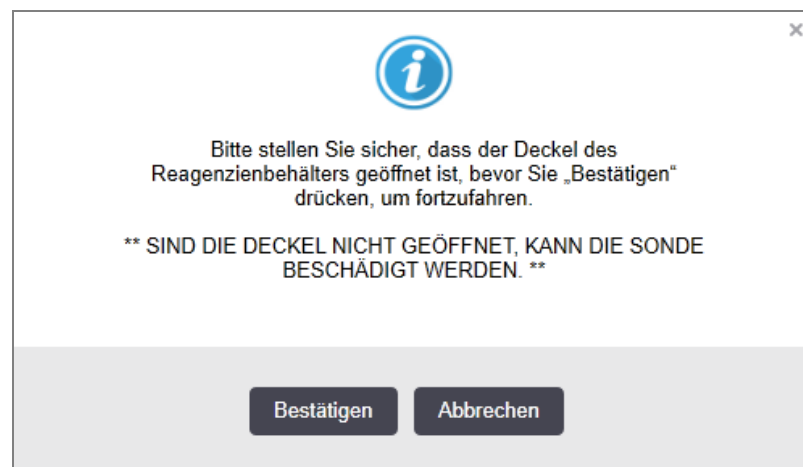 Bitte stellen Sie sicher, dass der Deckel des
Reagenzienbehälters geöffnet ist, bevor Sie „Bestätigen“
drücken, um fortzufahren.
** SIND DIE DECKEL NICHT GEÖFFNET, KANN DIE SONDE
BESCHÄDIGT WERDEN. **
Bestätigen Abbrechen